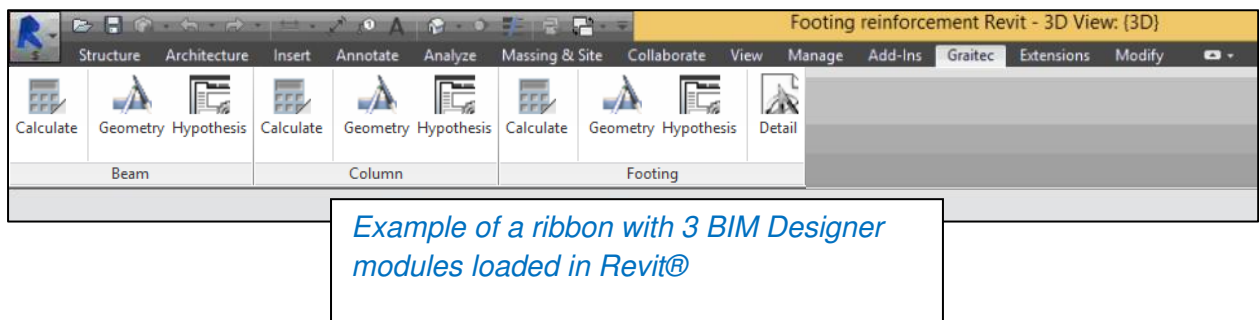 Footing reinforcement Revit - 3D View: {3D}
Structure Architecture Insert Annotate Analyze Massing & Site Collaborate View Manage Add-Ins Graitec Extensions Modify
Calculate Geometry Hypothesis Calculate Geometry Hypothesis Calculate Geometry Hypothesis Detail
Beam Column Footing
Example of a ribbon with 3 BIM Designer
modules loaded in Revit®